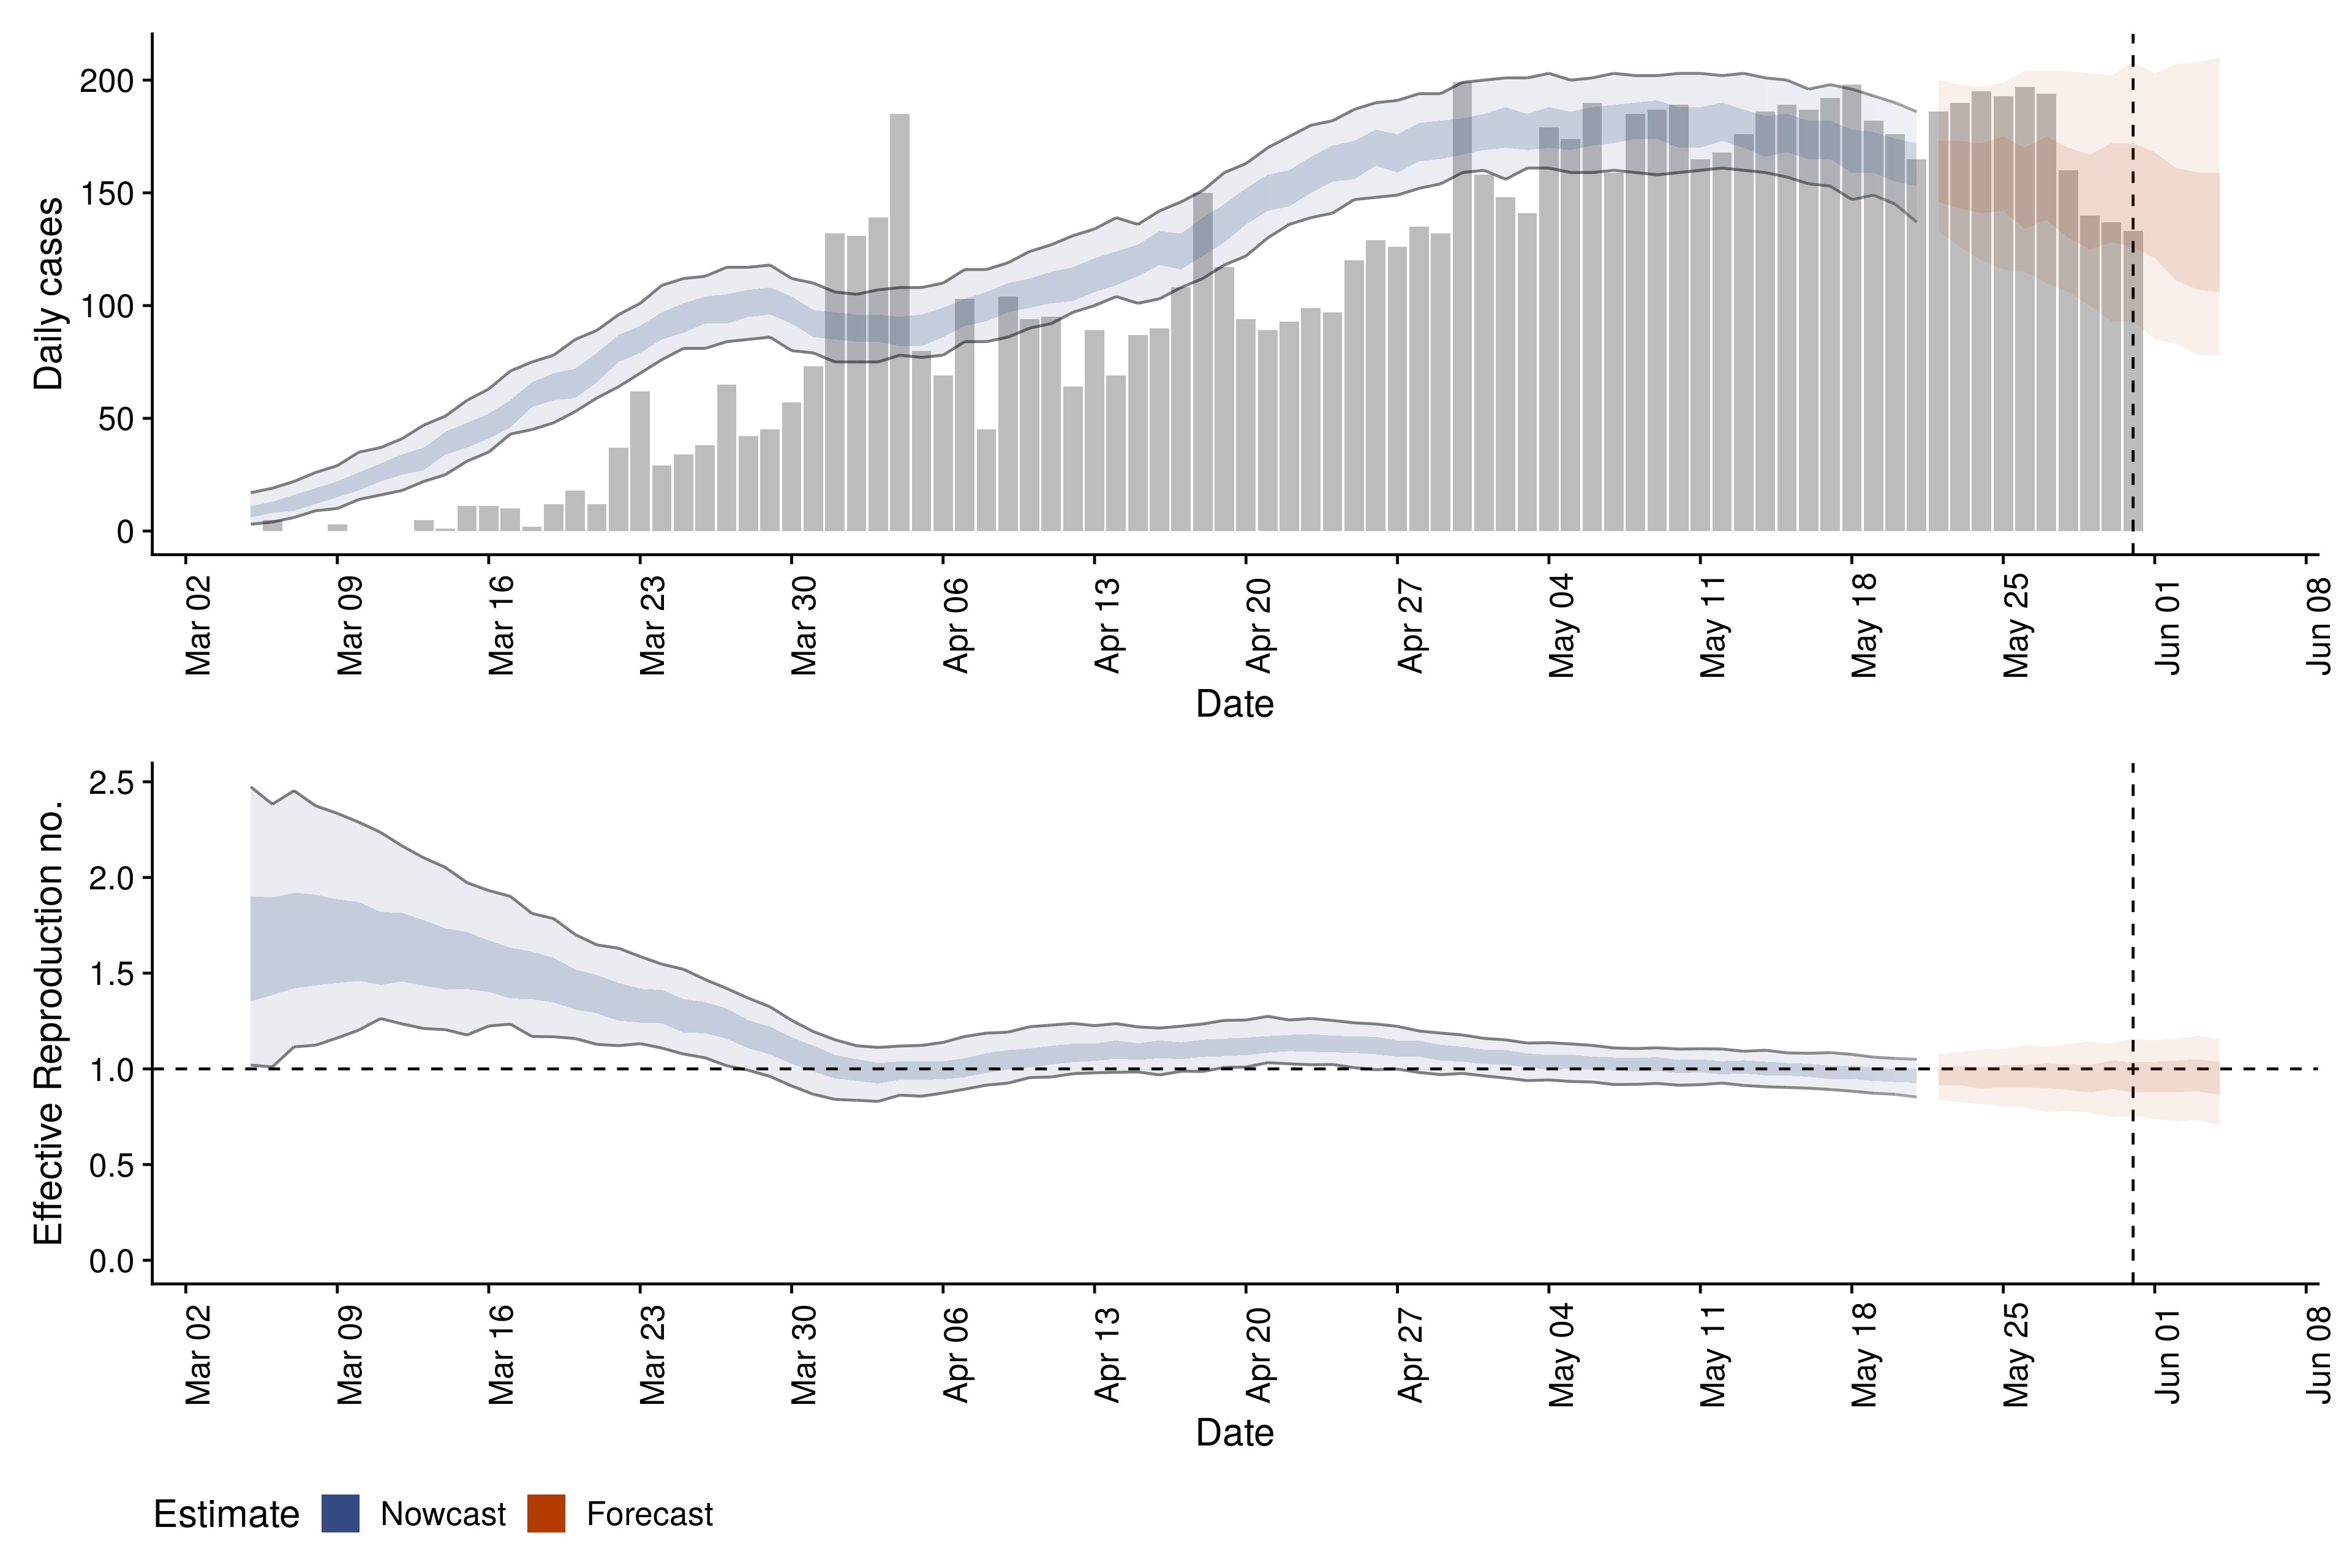 Daily cases
200
150
100
50
0
Mar 02
Mar 09
Mar 16
Mar 23
Mar 30
Apr 06
Apr 13
Apr 20
Apr 27
May 04
May 11
May 18
May 25
Jun 01
Jun 08
Date
Effective Reproduction no.
2.5
2.0
1.5
1.0
0.5
0.0
Mar 02
Mar 09
Mar 16
Mar 23
Mar 30
Apr 06
Apr 13
Apr 20
Apr 27
May 04
May 11
May 18
May 25
Jun 01
Jun 08
Date
Estimate Nowcast Forecast